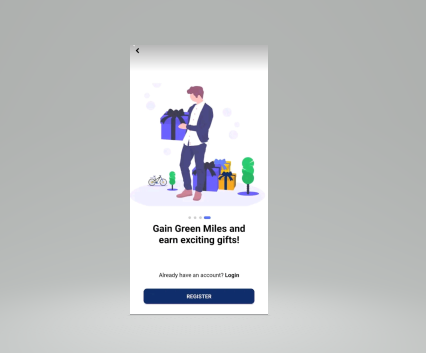 Gain Green Miles and
earn exciting gifts!
Already have an account? Login
REGISTER